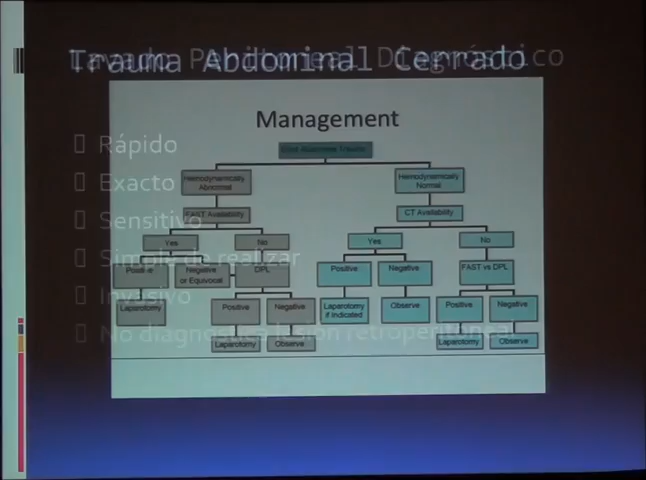 Lavado Peritoneal Diagnóstico
Trauma Abdominal Cerrado
Management
Blunt Abdominal Trauma
Hemodynamically Abnormal
Hemodynamically Normal
FAST Availability
CT Availability
Yes
No
Yes
No
Positive
Negative or Equivocal
DPL
Positive
Negative
FAST vs DPL
Laparotomy
Positive
Negative
Laparotomy if Indicated
Observe
Positive
Negative
Laparotomy
Observe
Laparotomy
Observe
Rápido
Exacto
Sensitivo
Simple de realizar
Invasivo
No diagnostica lesión retroperitoneal